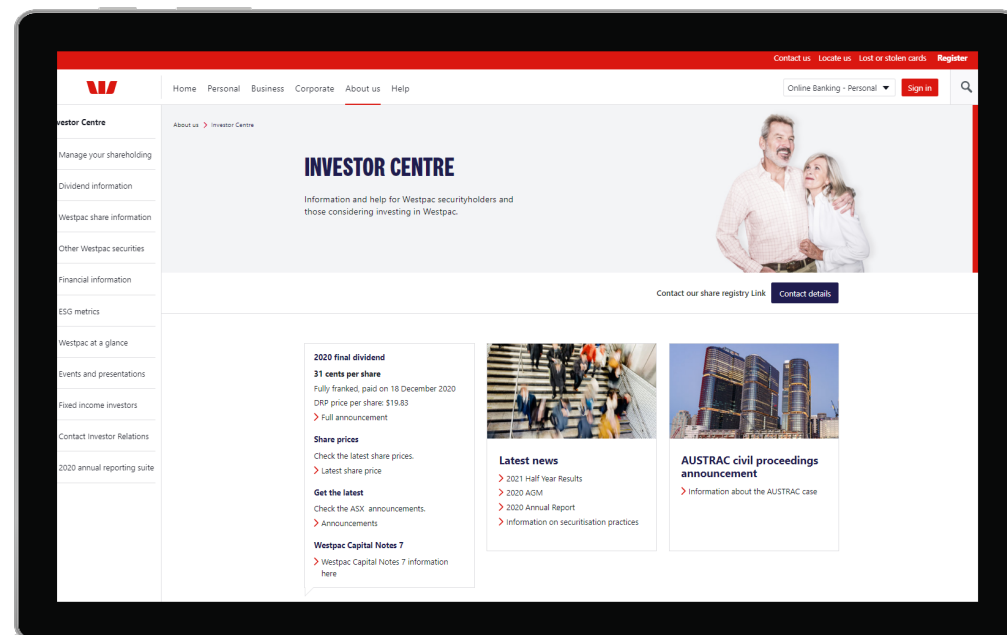 Contact us Locate us Lost or stolen cards Register
Home Personal Business Corporate About us Help
Online Banking - Personal Sign in
vestor Centre
Manage your shareholding
Dividend information
Westpac share information
Other Westpac securities
Financial information
ESG metrics
Westpac at a glance
Events and presentations
Fixed income investors
Contact Investor Relations
2020 annual reporting suite
About us > Investor Centre
INVESTOR CENTRE
Information and help for Westpac securityholders and
those considering investing in Westpac.
Contact our share registry Link Contact details
2020 final dividend
31 cents per share
Fully franked, paid on 18 December 2020
DRP price per share: $19.83
> Full announcement
Share prices
Check the latest share prices.
> Latest share price
Get the latest
Check the ASX announcements.
> Announcements
Westpac Capital Notes 7
> Westpac Capital Notes 7 information
here
Latest news
> 2021 Half Year Results
> 2020 AGM
> 2020 Annual Report
> Information on securitisation practices
AUSTRAC civil proceedings
announcement
> Information about the AUSTRAC case